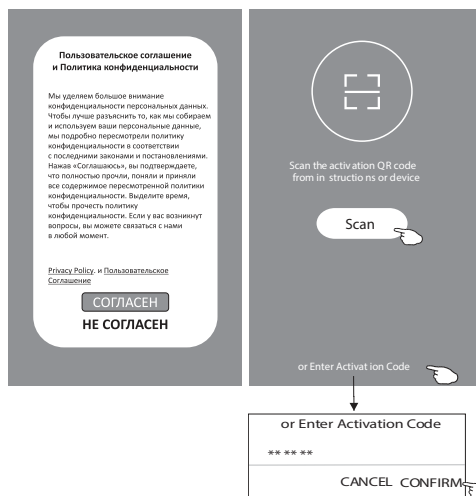 Пользовательское соглашение
и Политика конфиденциальности
Мы уделяем большое внимание
конфиденциальности персональных данных.
Чтобы лучше разъяснить то, как мы собираем
и используем ваши персональные данные,
мы подробно пересмотрели политику
конфиденциальности в соответствии
с последними законами и постановлениями.
Нажав «Соглашаюсь», вы подтверждаете,
что полностью прочли, поняли и приняли
все содержимое пересмотренной политики
конфиденциальности. Выделите время,
чтобы прочесть политику
конфиденциальности. Если у вас возникнут
вопросы, вы можете связаться с нами
в любой момент.
Privacy Policy. и Пользовательское
Соглашение
СОГЛАСЕН
НЕ СОГЛАСЕН
Scan the activation QR code
from in structio ns or device
Scan
or Enter Activat ion Code
or Enter Activation Code
** ** **
CANCEL CONFIRM